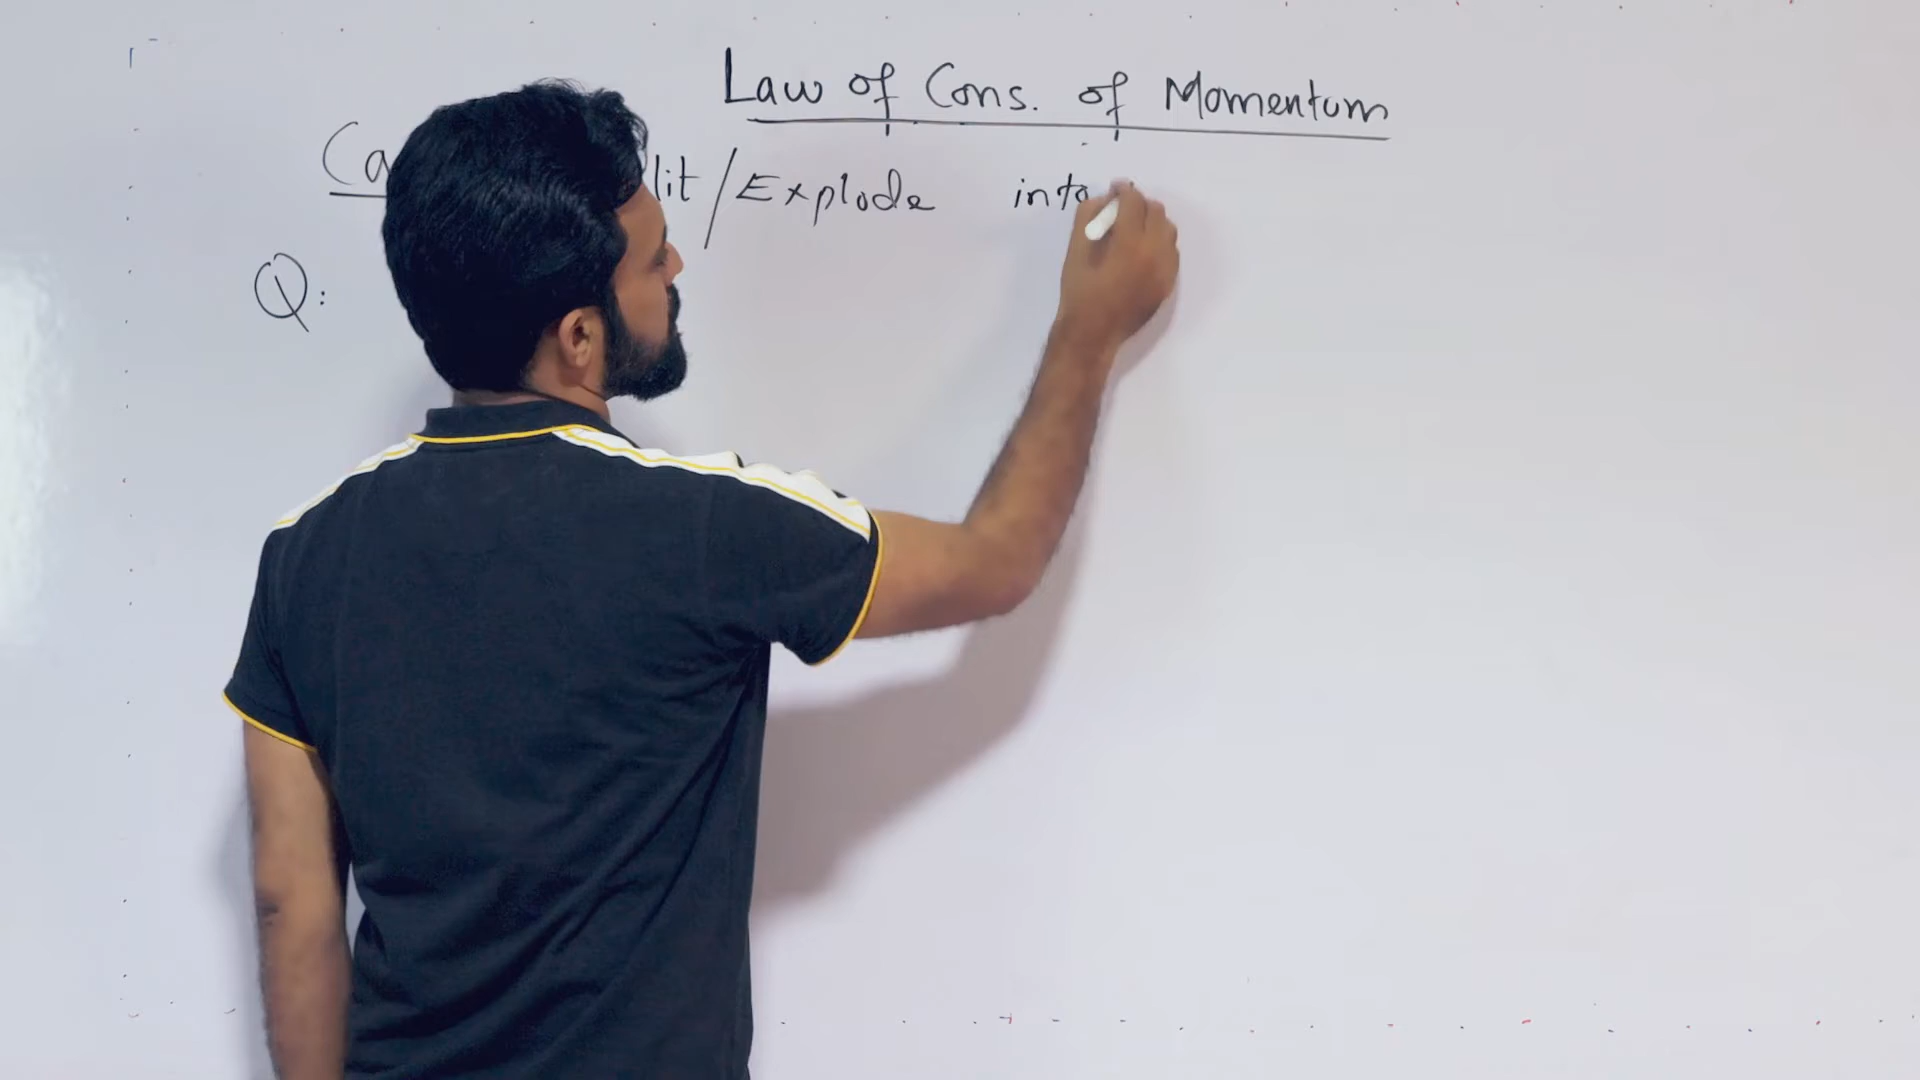 Law of Cons. of Momentum
Ca lit/Explode into
Q: